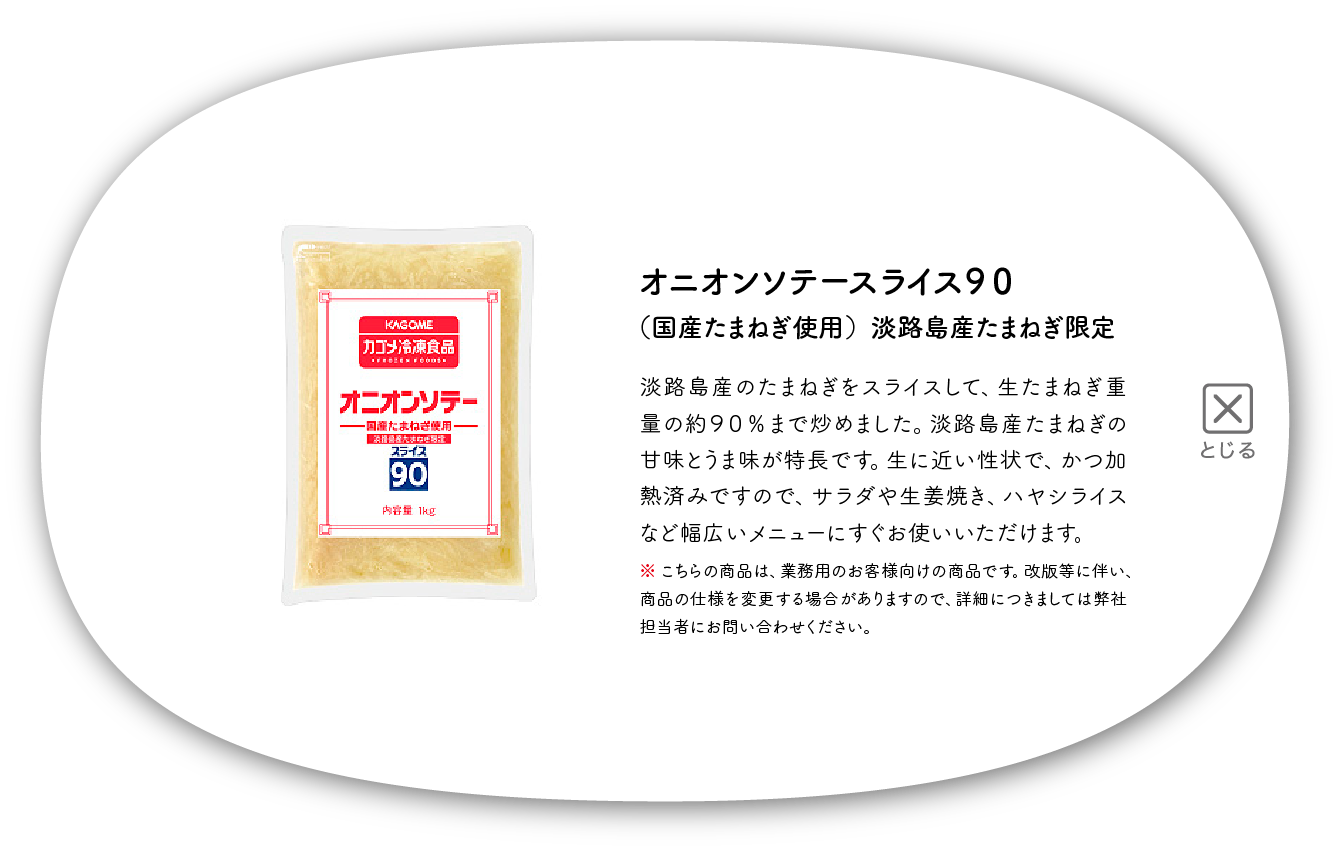 KAGOME
カゴメ冷凍食品
FROZEN FOODS
オニオンソテー
国産たまねぎ使用
淡路島産たまねぎ限定
スライス
90
内容量 1kg
オニオンソテースライス９０
（国産たまねぎ使用）淡路島産たまねぎ限定
淡路島産のたまねぎをスライスして、生たまねぎ重
量の約９０％まで炒めました。淡路島産たまねぎの
甘味とうま味が特長です。生に近い性状で、かつ加
熱済みですので、サラダや生姜焼き、ハヤシライス
など幅広いメニューにすぐお使いいただけます。
※ こちらの商品は、業務用のお客様向けの商品です。改版等に伴い、
商品の仕様を変更する場合がありますので、詳細につきましては弊社
担当者にお問い合わせください。
とじる